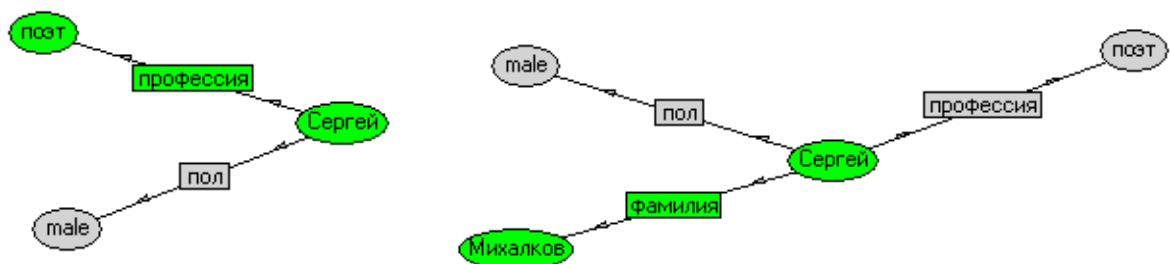 поэт
профессия
Сергей
пол
male
male
поэт
профессия
пол
Сергей
фамилия
Михалков